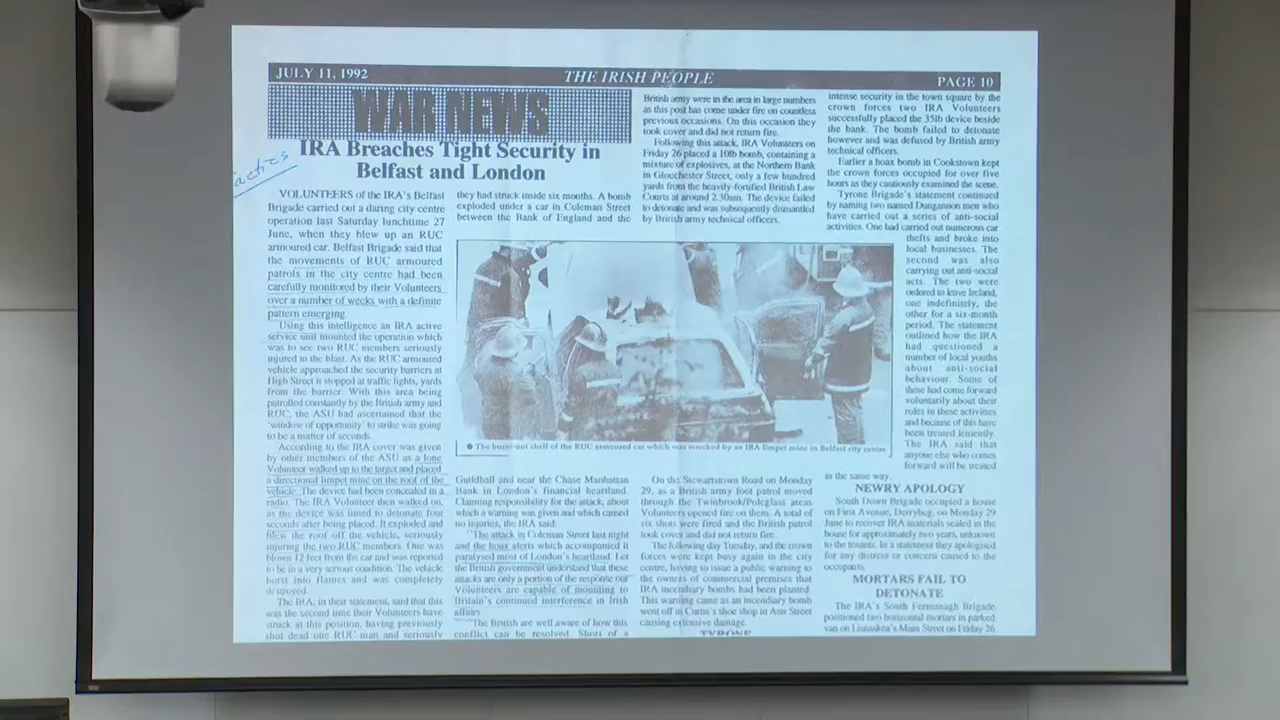 JULY 11, 1992
THE IRISH PEOPLE
PAGE 10
WAR NEWS
actics
IRA Breaches Tight Security in
Belfast and London
VOLUNTEERS of the IRA's Belfast
Brigade carried out a daring city centre
operation last Saturday lunchtime 27
June, when they blew up an RUC
armoured car. Belfast Brigade said that
the movements of RUC armoured
patrols in the city centre had been
carefully monitored by their Volunteers
over a number of weeks with a definite
pattern emerging.
Using this intelligence an IRA active
service unit mounted the operation which
was to see two RUC members seriously
injured in the blast. As the RUC armoured
vehicle approached the security barriers at
High Street it stopped at traffic lights, yards
from the barrier. With this area being
patrolled constantly by the British army and
RUC, the ASU had ascertained that the
'window of opportunity' to strike was going
to be a matter of seconds.
According to the IRA cover was given
by other members of the ASU as a lone
Volunteer walked up to the target and placed
a directional limpet mine on the roof of the
vehicle. The device had been concealed in a
radio. The IRA Volunteer then walked on,
as the device was timed to detonate four
seconds after being placed. It exploded and
blew the roof off the vehicle, seriously
injuring the two RUC members. One was
blown 12 feet from the car and was reported
to be in a very serious condition. The vehicle
burst into flames and was completely
destroyed.
The IRA, in their statement, said that this
was the second time their Volunteers have
struck at this position, having previously
shot dead one RUC man and seriously
they had struck inside six months. A bomb
exploded under a car in Coleman Street
between the Bank of England and the
● The burnt-out shell of the RUC armoured car which was wrecked by an IRA limpet mine in Belfast city centre
Guildhall and near the Chase Manhattan
Bank in London's financial heartland.
Claiming responsibility for the attack, about
which a warning was given and which caused
no injuries, the IRA said:
"The attack in Coleman Street last night
and the hoax alerts which accompanied it
paralysed most of London's heartland. Let
the British government understand that these
attacks are only a portion of the response our
Volunteers are capable of mounting to
Britain's continued interference in Irish
affairs
"The British are well aware of how this
conflict can be resolved. Short of a
British army were in the area in large numbers
as this post has come under fire on countless
previous occasions. On this occasion they
took cover and did not return fire.
Following this attack, IRA Volunteers on
Friday 26 placed a 10lb bomb, containing a
mixture of explosives, at the Northern Bank
in Gloucester Street, only a few hundred
yards from the heavily-fortified British Law
Courts at around 2.30am. The device failed
to detonate and was subsequently dismantled
by British army technical officers.
On the Stewartstown Road on Monday
29, as a British army foot patrol moved
through the Twinbrook/Poleglass areas
Volunteers opened fire on them. A total of
six shots were fired and the British patrol
took cover and did not return fire.
The following day Tuesday, and the crown
forces were kept busy again in the city
centre, having to issue a public warning to
the owners of commercial premises that
IRA incendiary bombs had been planted.
This warning came as an incendiary bomb
went off in Curtis's shoe shop in Ann Street
causing extensive damage.
TYRONE
intense security in the town square by the
crown forces two IRA Volunteers
successfully placed the 35lb device beside
the bank. The bomb failed to detonate
however and was defused by British army
technical officers.
Earlier a hoax bomb in Cookstown kept
the crown forces occupied for over five
hours as they cautiously examined the scene.
Tyrone Brigade's statement continued
by naming two named Dungannon men who
have carried out a series of anti-social
activities. One had carried out numerous car
thefts and broke into
local businesses. The
second was also
carrying out anti-social
acts. The two were
ordered to leave Ireland,
one indefinitely, the
other for a six-month
period. The statement
outlined how the IRA
had questioned a
number of local youths
about anti-social
behaviour. Some of
these had come forward
voluntarily about their
roles in these activities
and because of this have
been treated leniently.
The IRA said that
anyone else who comes
forward will be treated
in the same way.
NEWRY APOLOGY
South Down Brigade occupied a house
on First Avenue, Derrybeg, on Monday 29
June to recover IRA materials sealed in the
house for approximately two years, unknown
to the tenants. In a statement they apologised
for any distress or concern caused to the
occupants.
MORTARS FAIL TO
DETONATE
The IRA's South Fermanagh Brigade
positioned two horizontal mortars in parked
van on Lisnaskea's Main Street on Friday 26